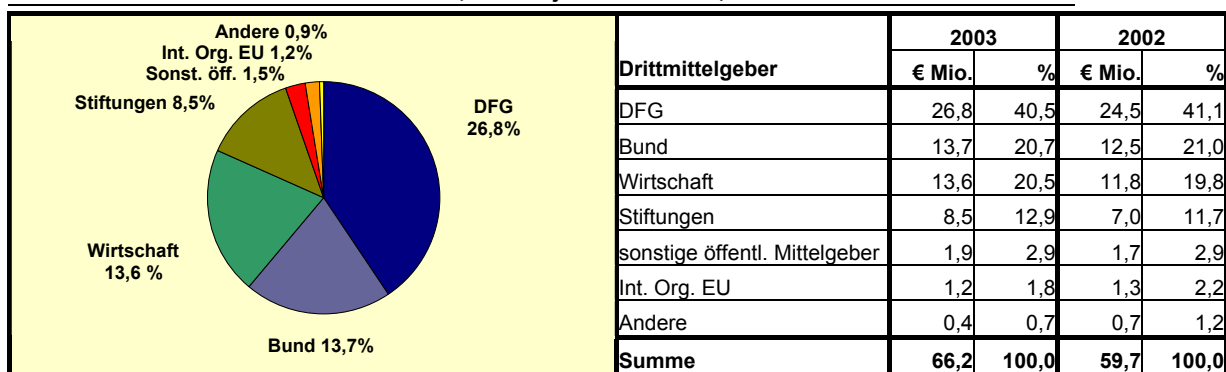 Andere 0,9%
Int. Org. EU 1,2%
Sonst. öff. 1,5%
Stiftungen 8,5%
DFG
26,8%
Wirtschaft
13,6 %
Bund 13,7%
2003 2002
Drittmittelgeber € Mio. % € Mio. %
DFG 26,8 40,5 24,5 41,1
Bund 13,7 20,7 12,5 21,0
Wirtschaft 13,6 20,5 11,8 19,8
Stiftungen 8,5 12,9 7,0 11,7
sonstige öffentl. Mittelgeber 1,9 2,9 1,7 2,9
Int. Org. EU 1,2 1,8 1,3 2,2
Andere 0,4 0,7 0,7 1,2
Summe 66,2 100,0 59,7 100,0